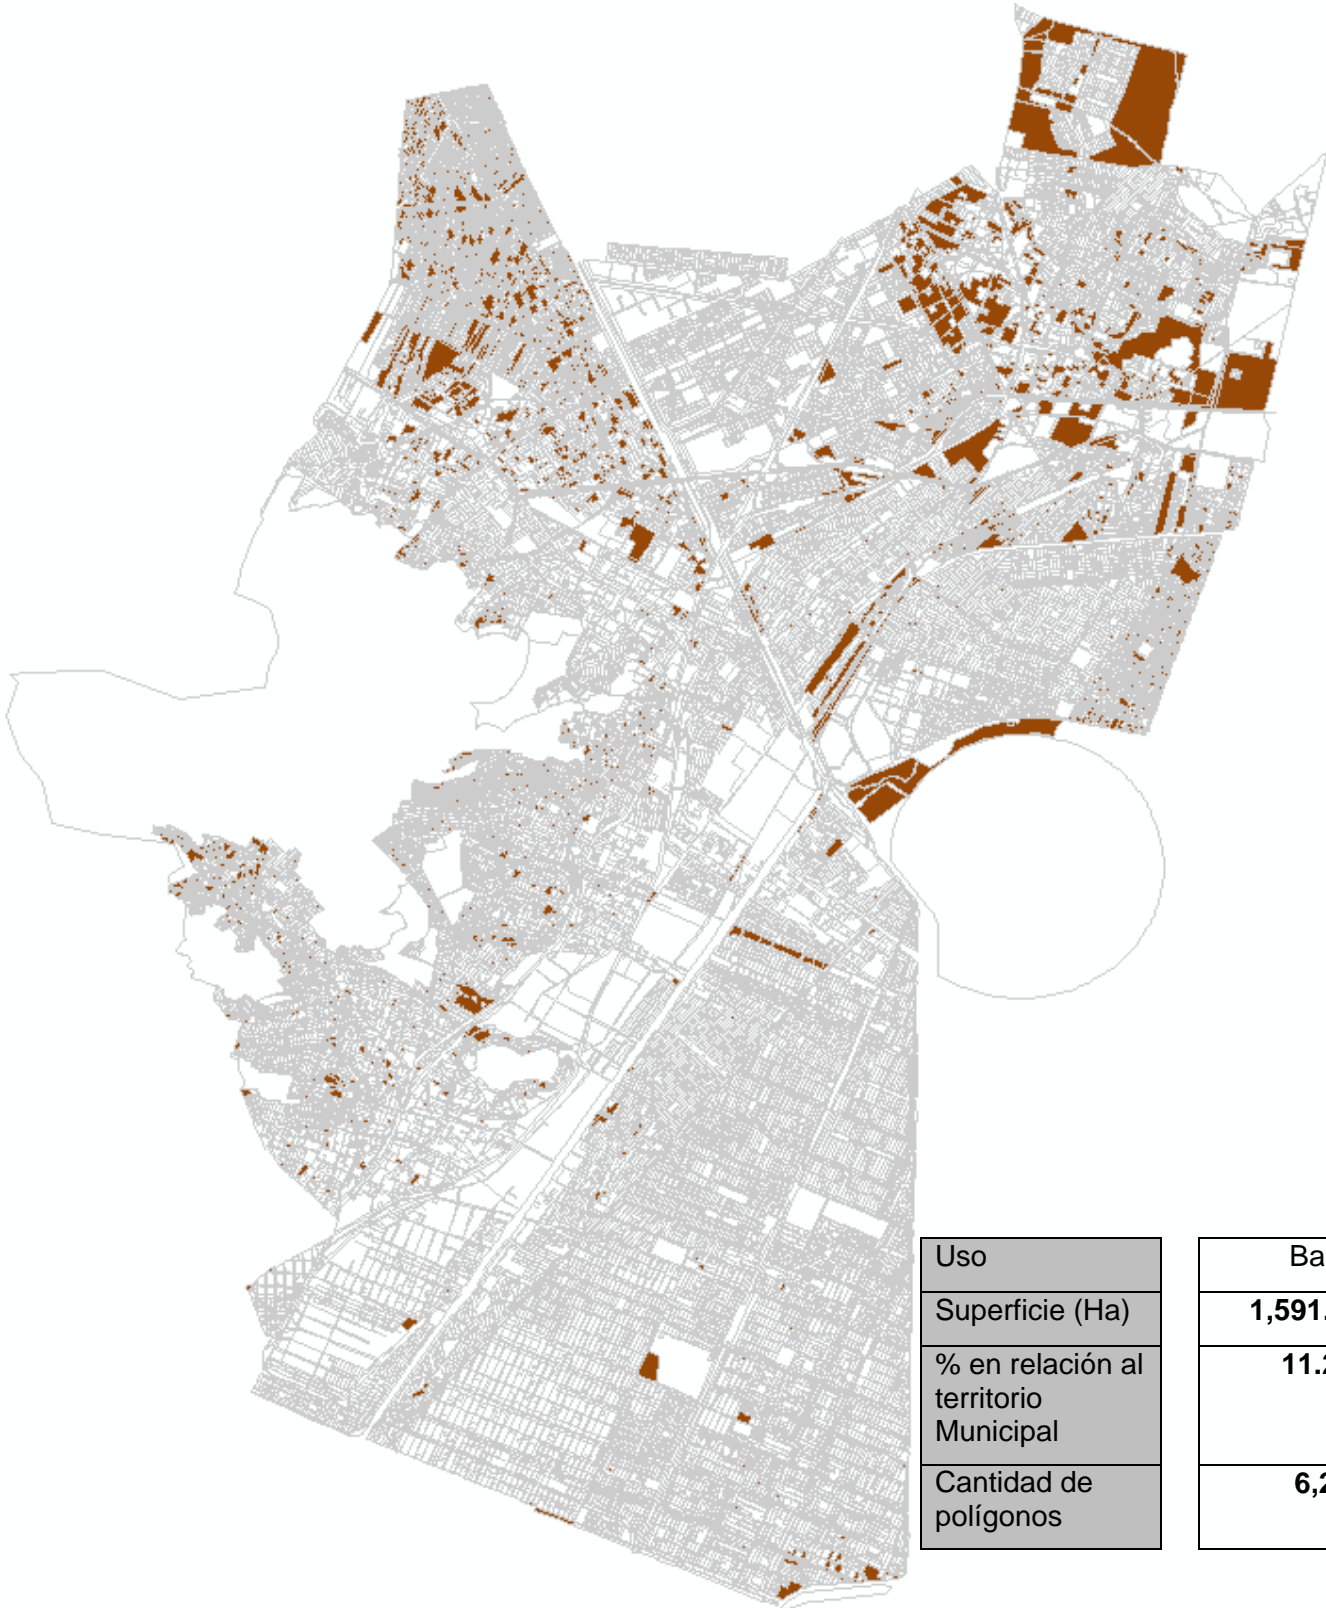 Uso
Superficie (Ha)
% en relación al
territorio
Municipal
Cantidad de
polígonos